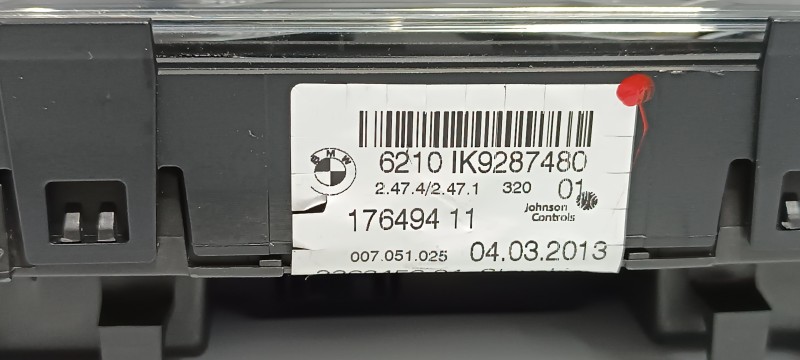 BMW
6210 IK9287480
2.47.4/2.47.1 320 01
Johnson
Controls
176494 11
007.051.025 04.03.2013